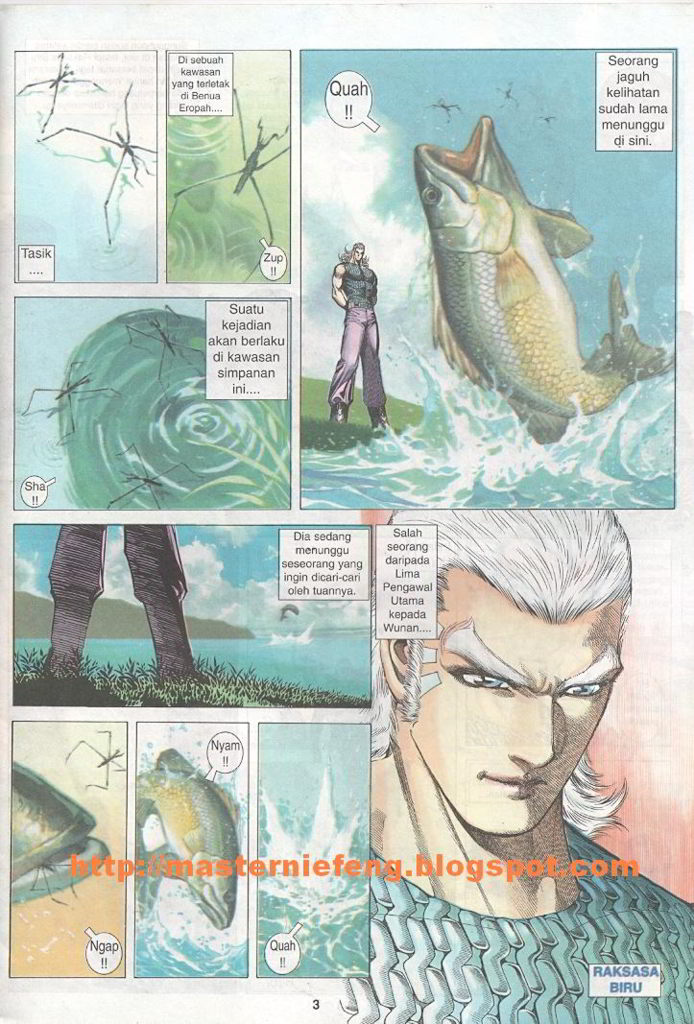 Tasik
....
Di sebuah
kawasan
yang terletak
di Benua
Eropah....
Zup
!!
Quah
!!
Seorang
jaguh
kelihatan
sudah lama
menunggu
di sini.
Suatu
kejadian
akan berlaku
di kawasan
simpanan
ini....
Sha
!!
Dia sedang
menunggu
seseorang yang
ingin dicari-cari
oleh tuannya.
Salah
seorang
daripada
Lima
Pengawal
Utama
kepada
Wunan....
Ngap
!!
Nyam
!!
Quah
!!
http://masterniefeng.blogspot.com
RAKSASA
BIRU
3